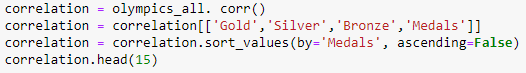 correlation = olympics_all. corr()
correlation = correlation[['Gold','Silver','Bronze','Medals']]
correlation = correlation.sort_values(by='Medals', ascending=False)
correlation.head(15)